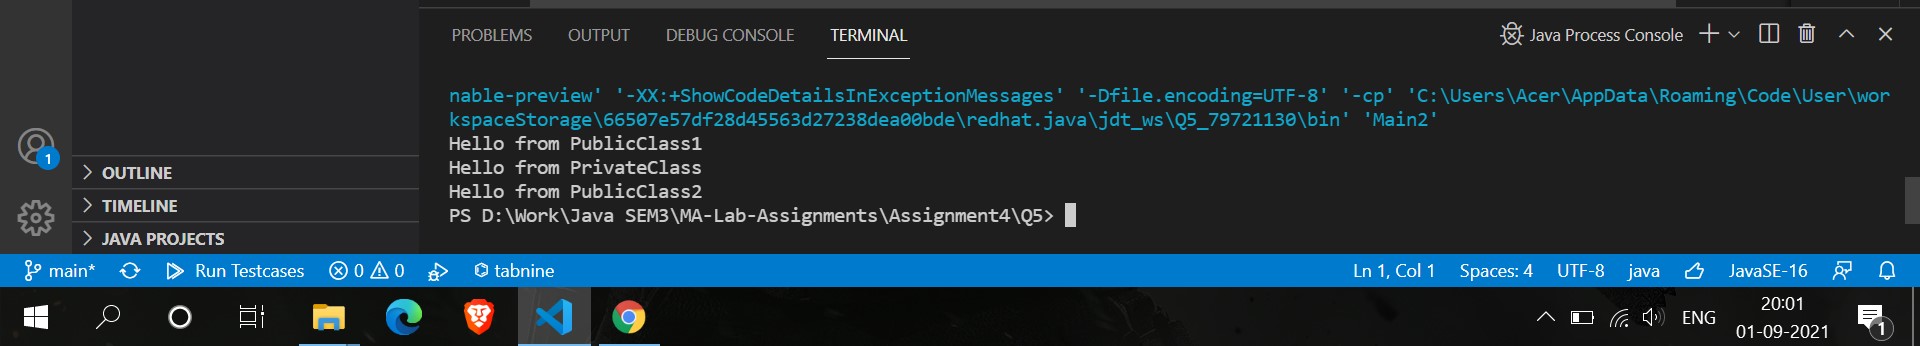 PROBLEMS OUTPUT DEBUG CONSOLE TERMINAL Java Process Console
nable-preview' '-XX:+ShowCodeDetailsInExceptionMessages' '-Dfile.encoding=UTF-8' '-cp' 'C:\Users\Acer\AppData\Roaming\Code\User\wor
kspaceStorage\66507e57df28d45563d27238dea00bde\redhat.java\jdt_ws\Q5_79721130\bin' 'Main2'
Hello from PublicClass1
Hello from PrivateClass
Hello from PublicClass2
PS D:\Work\Java SEM3\MA-Lab-Assignments\Assignment4\Q5>
1
OUTLINE
TIMELINE
JAVA PROJECTS
main* Run Testcases 0 0 tabnine Ln 1, Col 1 Spaces: 4 UTF-8 java JavaSE-16
ENG
20:01
01-09-2021
1